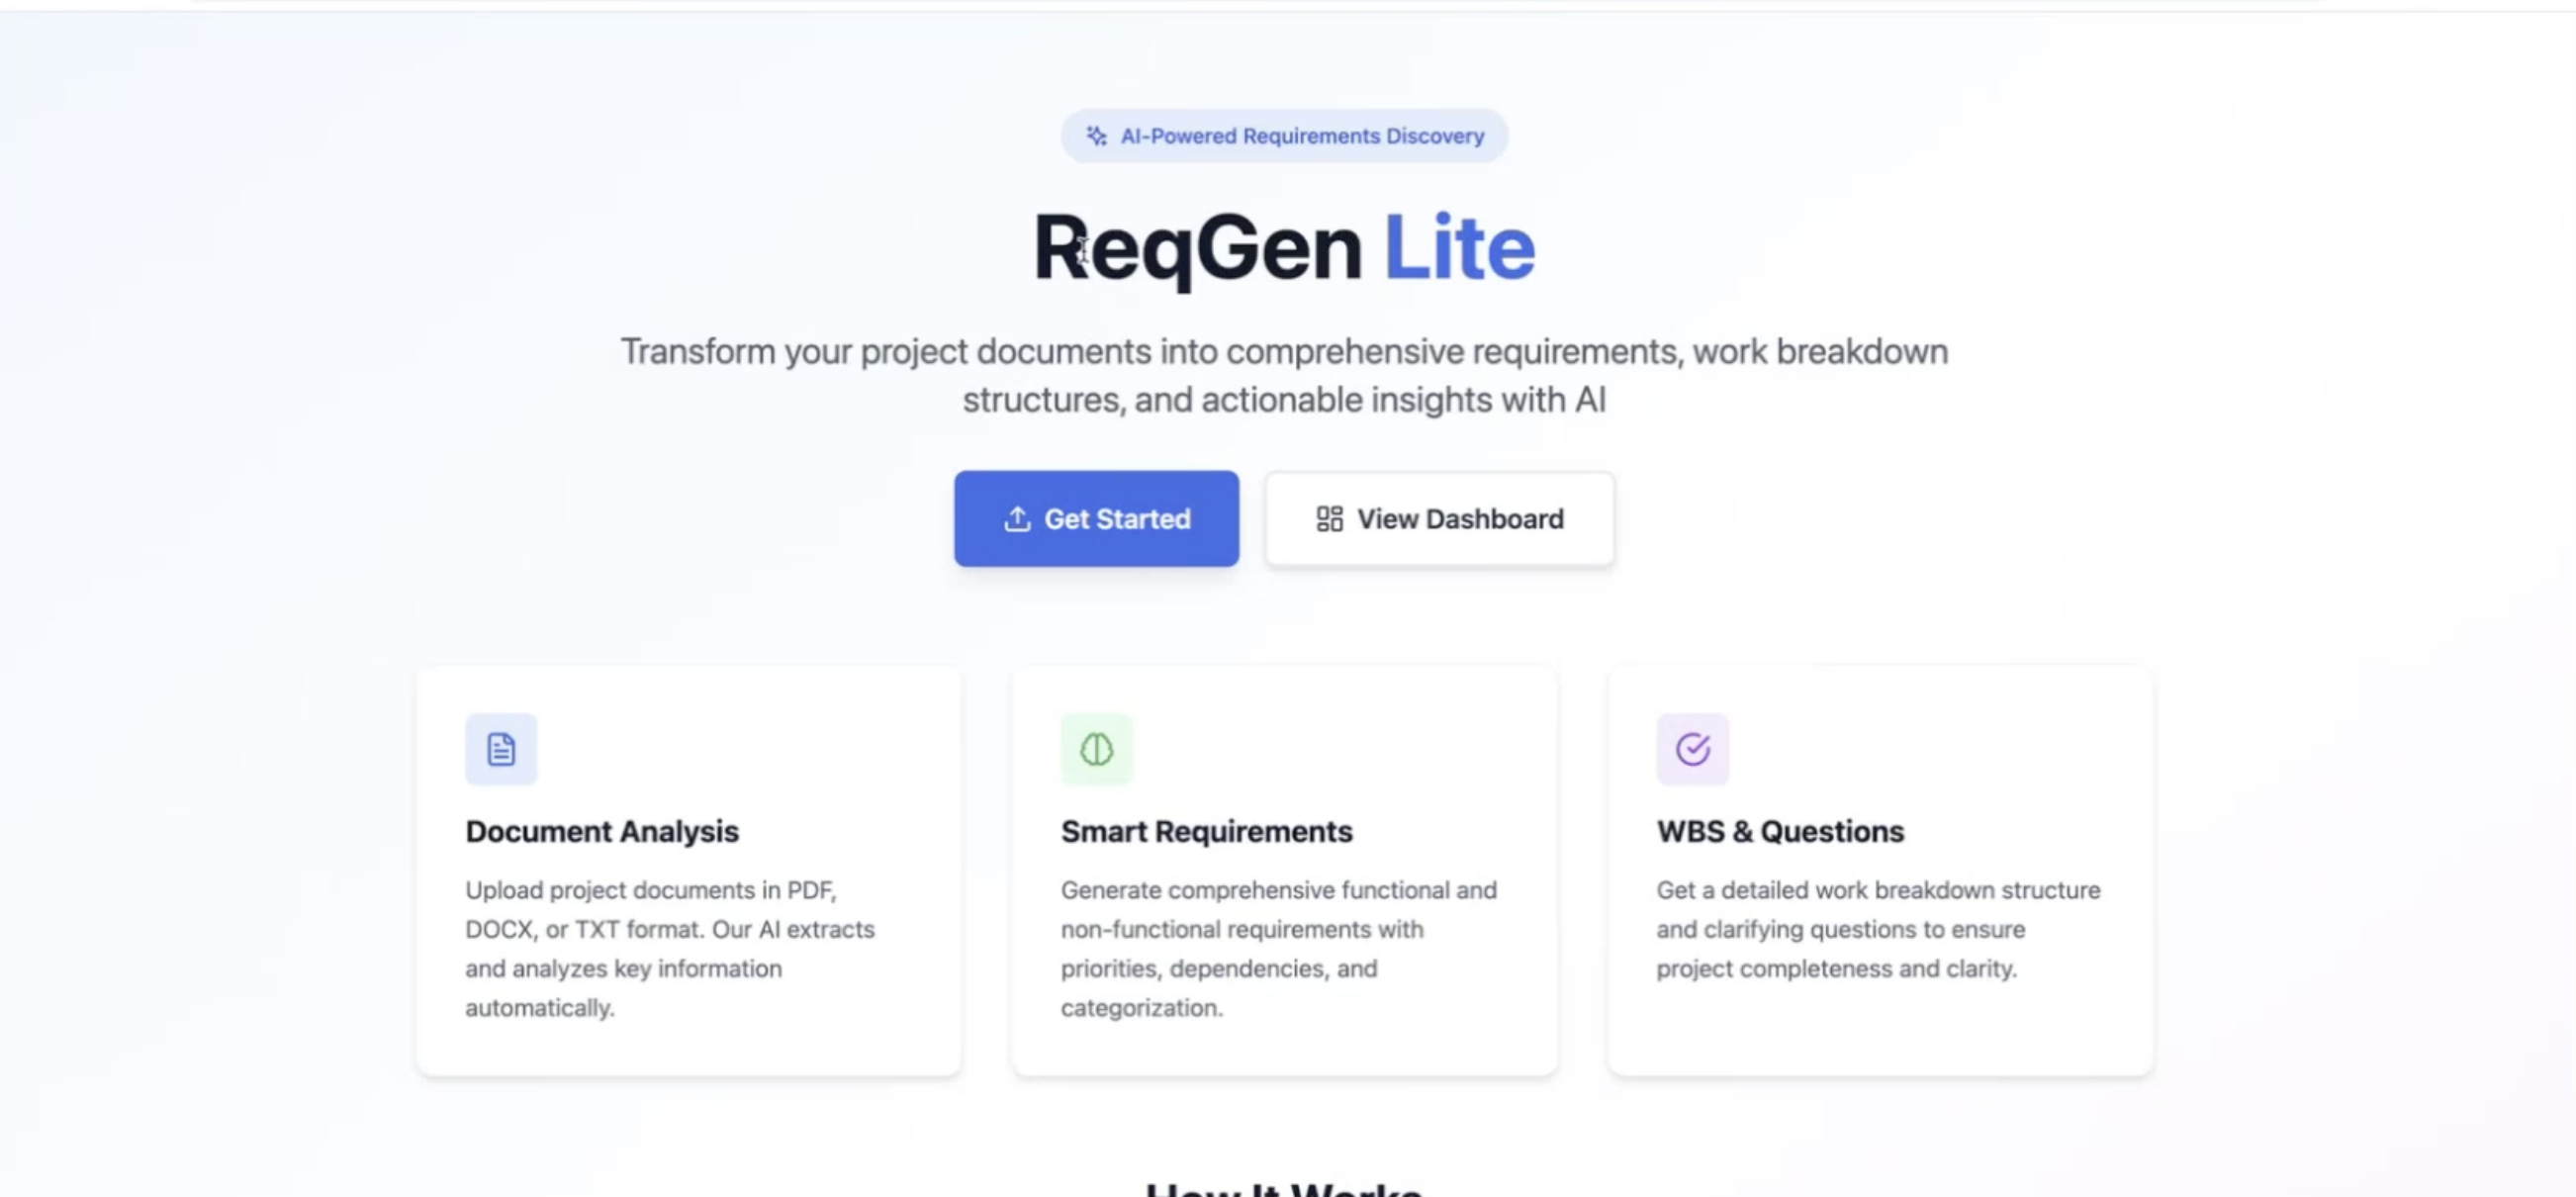 AI-Powered Requirements Discovery
ReqGen Lite
Transform your project documents into comprehensive requirements, work breakdown
structures, and actionable insights with AI
Get Started
View Dashboard
Document Analysis
Upload project documents in PDF,
DOCX, or TXT format. Our AI extracts
and analyzes key information
automatically.
Smart Requirements
Generate comprehensive functional and
non-functional requirements with
priorities, dependencies, and
categorization.
WBS & Questions
Get a detailed work breakdown structure
and clarifying questions to ensure
project completeness and clarity.
How It Works